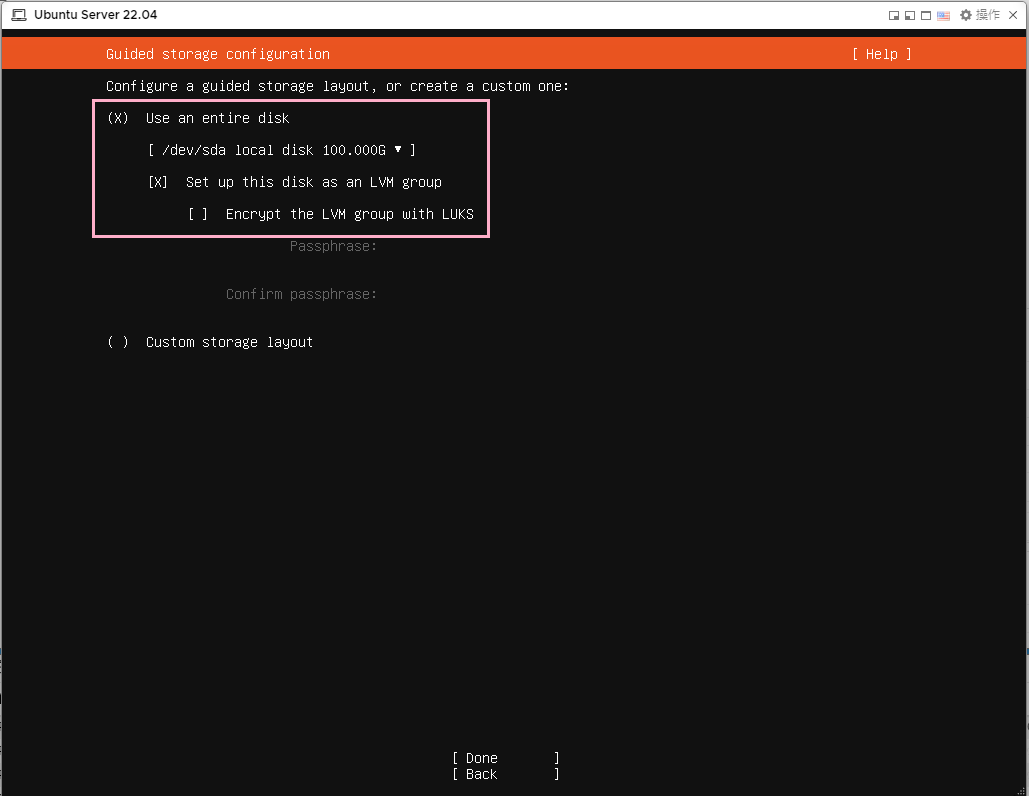 Ubuntu Server 22.04 操作
Guided storage configuration [ Help ]
Configure a guided storage layout, or create a custom one:
(X) Use an entire disk
[ /dev/sda local disk 100.000G ▾ ]
[X] Set up this disk as an LVM group
[ ] Encrypt the LVM group with LUKS
Passphrase:
Confirm passphrase:
( ) Custom storage layout
[ Done ]
[ Back ]